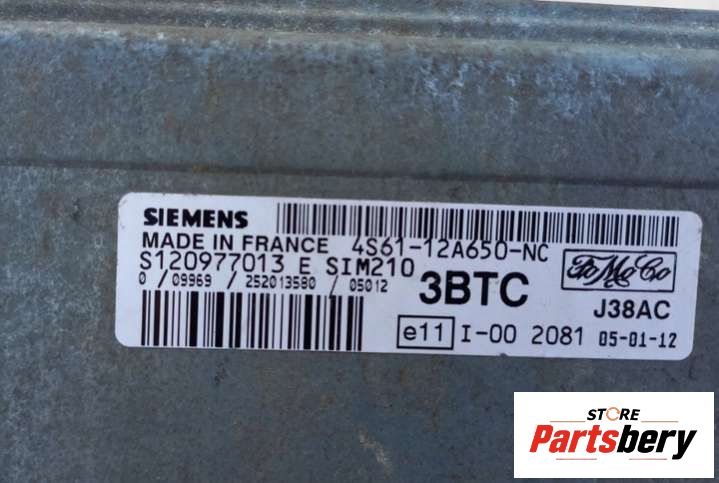 SIEMENS
MADE IN FRANCE 4S61-12A650-NC
S120977013 E SIM210
0 / 09969 / 252013580 / 05012
3BTC
FoMoCo
J38AC
e11 I-00 2081 05-01-12
STORE
Partsbery